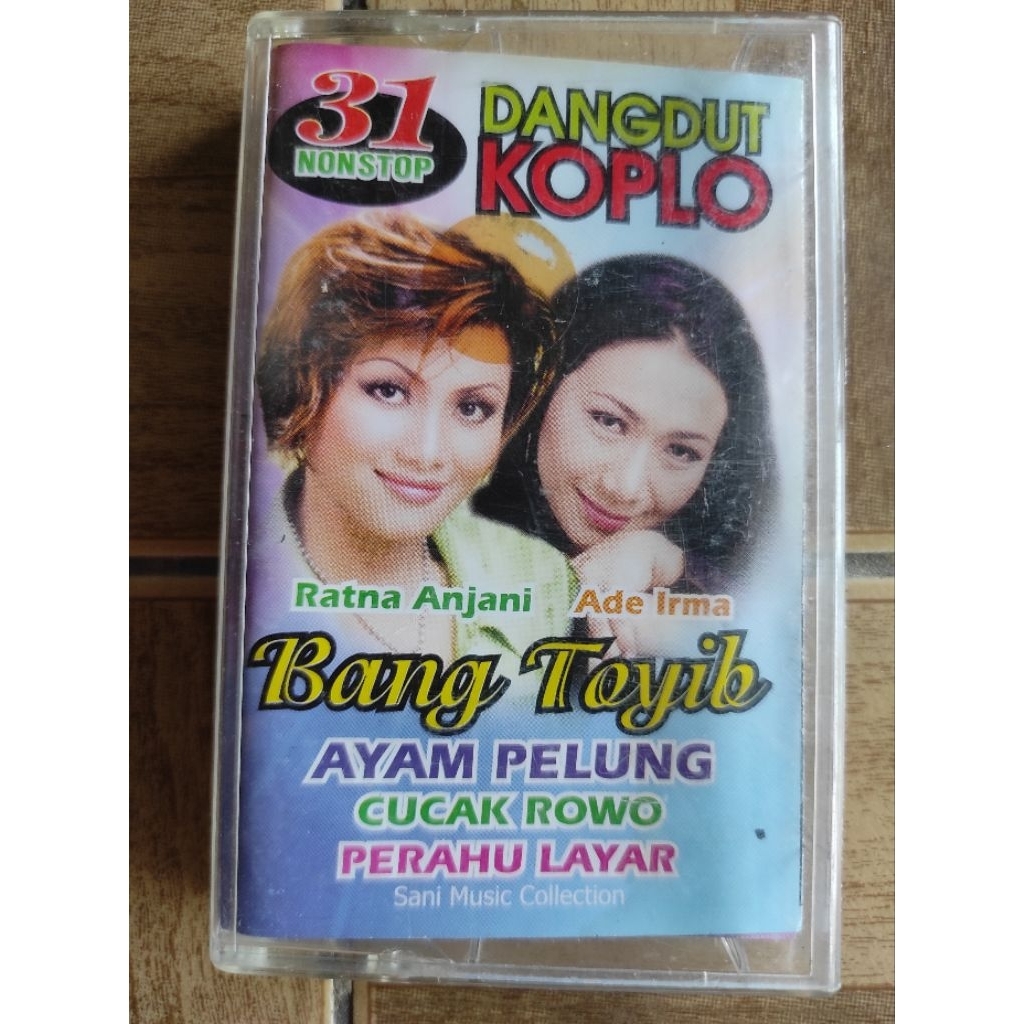 31
NONSTOP
DANGDUT
KOPLO
Ratna Anjani
Ade Irma
Bang Toyib
AYAM PELUNG
CUCAK ROWO
PERAHU LAYAR
Sani Music Collection